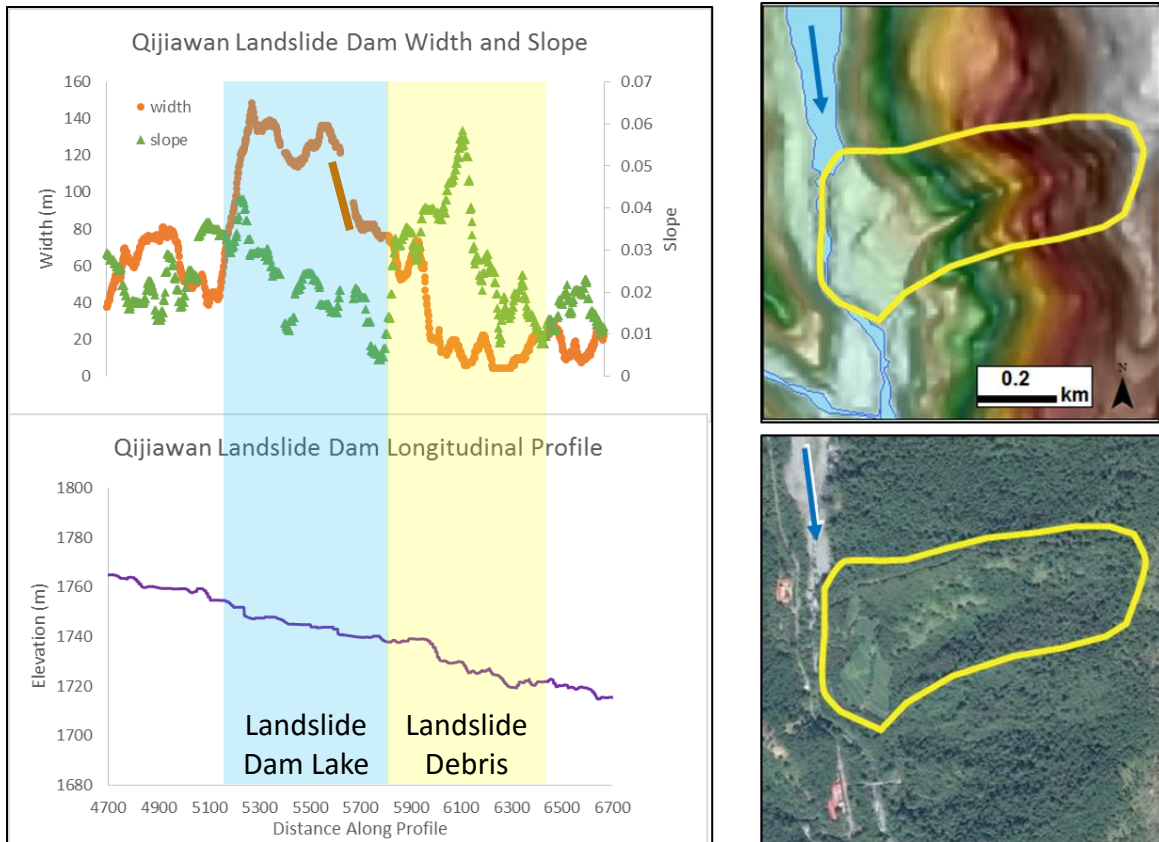 Qijiawan Landslide Dam Width and Slope
160
140
120
100
80
60
40
20
0
Width (m)
width
slope
0.07
0.06
0.05
0.04
0.03
0.02
0.01
0
Slope
Qijiawan Landslide Dam Longitudinal Profile
1800
1780
1760
1740
1720
1700
1680
Elevation (m)
Landslide
Dam Lake
Landslide
Debris
4700 4900 5100 5300 5500 5700 5900 6100 6300 6500 6700
Distance Along Profile
0.2
km
N